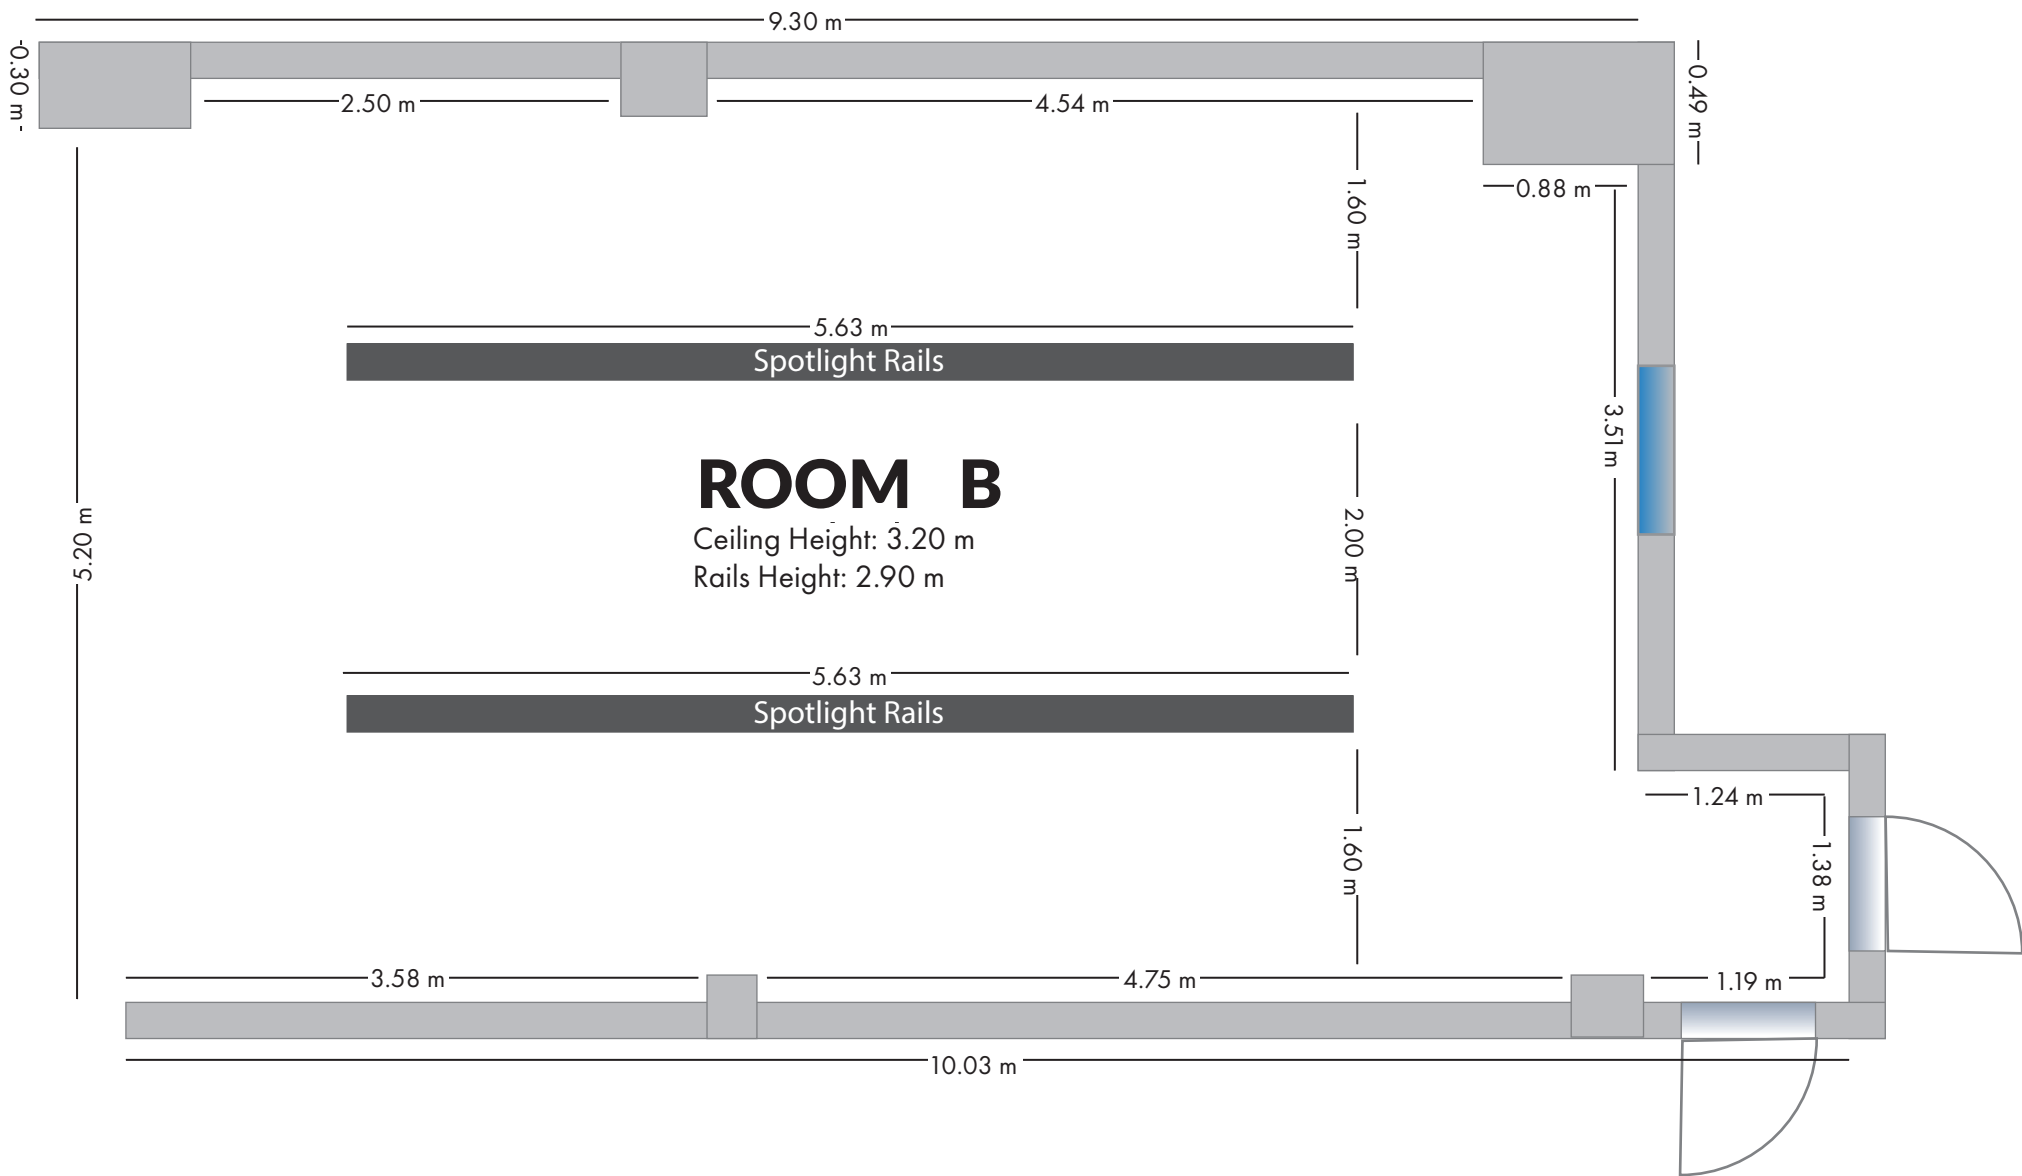 9.30 m
0.30 m
0.49 m
2.50 m
4.54 m
0.88 m
1.60 m
5.63 m
Spotlight Rails
3.51m
ROOM B
Ceiling Height: 3.20 m
Rails Height: 2.90 m
5.20 m
2.00 m
5.63 m
Spotlight Rails
1.24 m
1.60 m
1.38 m
3.58 m
4.75 m
1.19 m
10.03 m